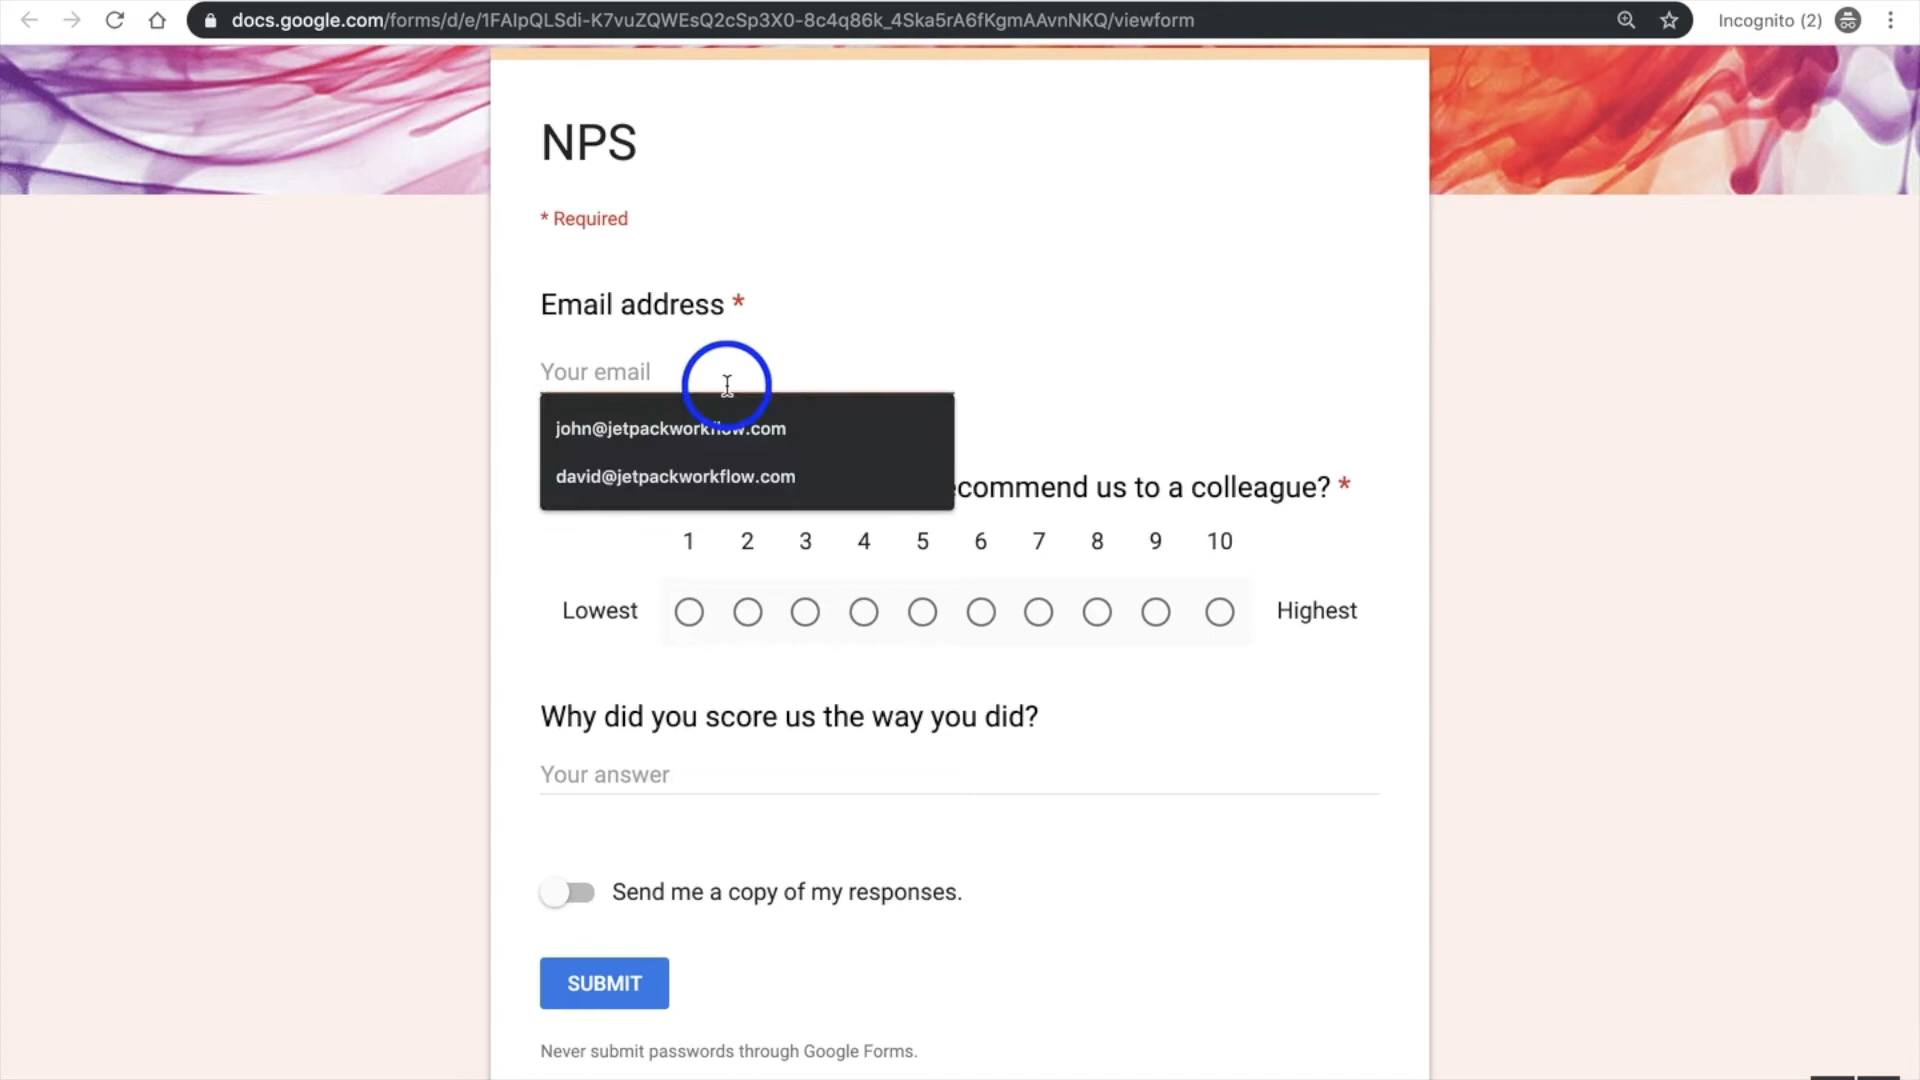 docs.google.com/forms/d/e/1FAIpQLSdi-K7vuZQWEsQ2cSp3X0-8c4q86k_4Ska5rA6fKgmAAvnNKQ/viewform
Incognito (2)
NPS
* Required
Email address *
Your email
john@jetpackworkflow.com
david@jetpackworkflow.com
commend us to a colleague? *
1 2 3 4 5 6 7 8 9 10
Lowest Highest
Why did you score us the way you did?
Your answer
Send me a copy of my responses.
SUBMIT
Never submit passwords through Google Forms.